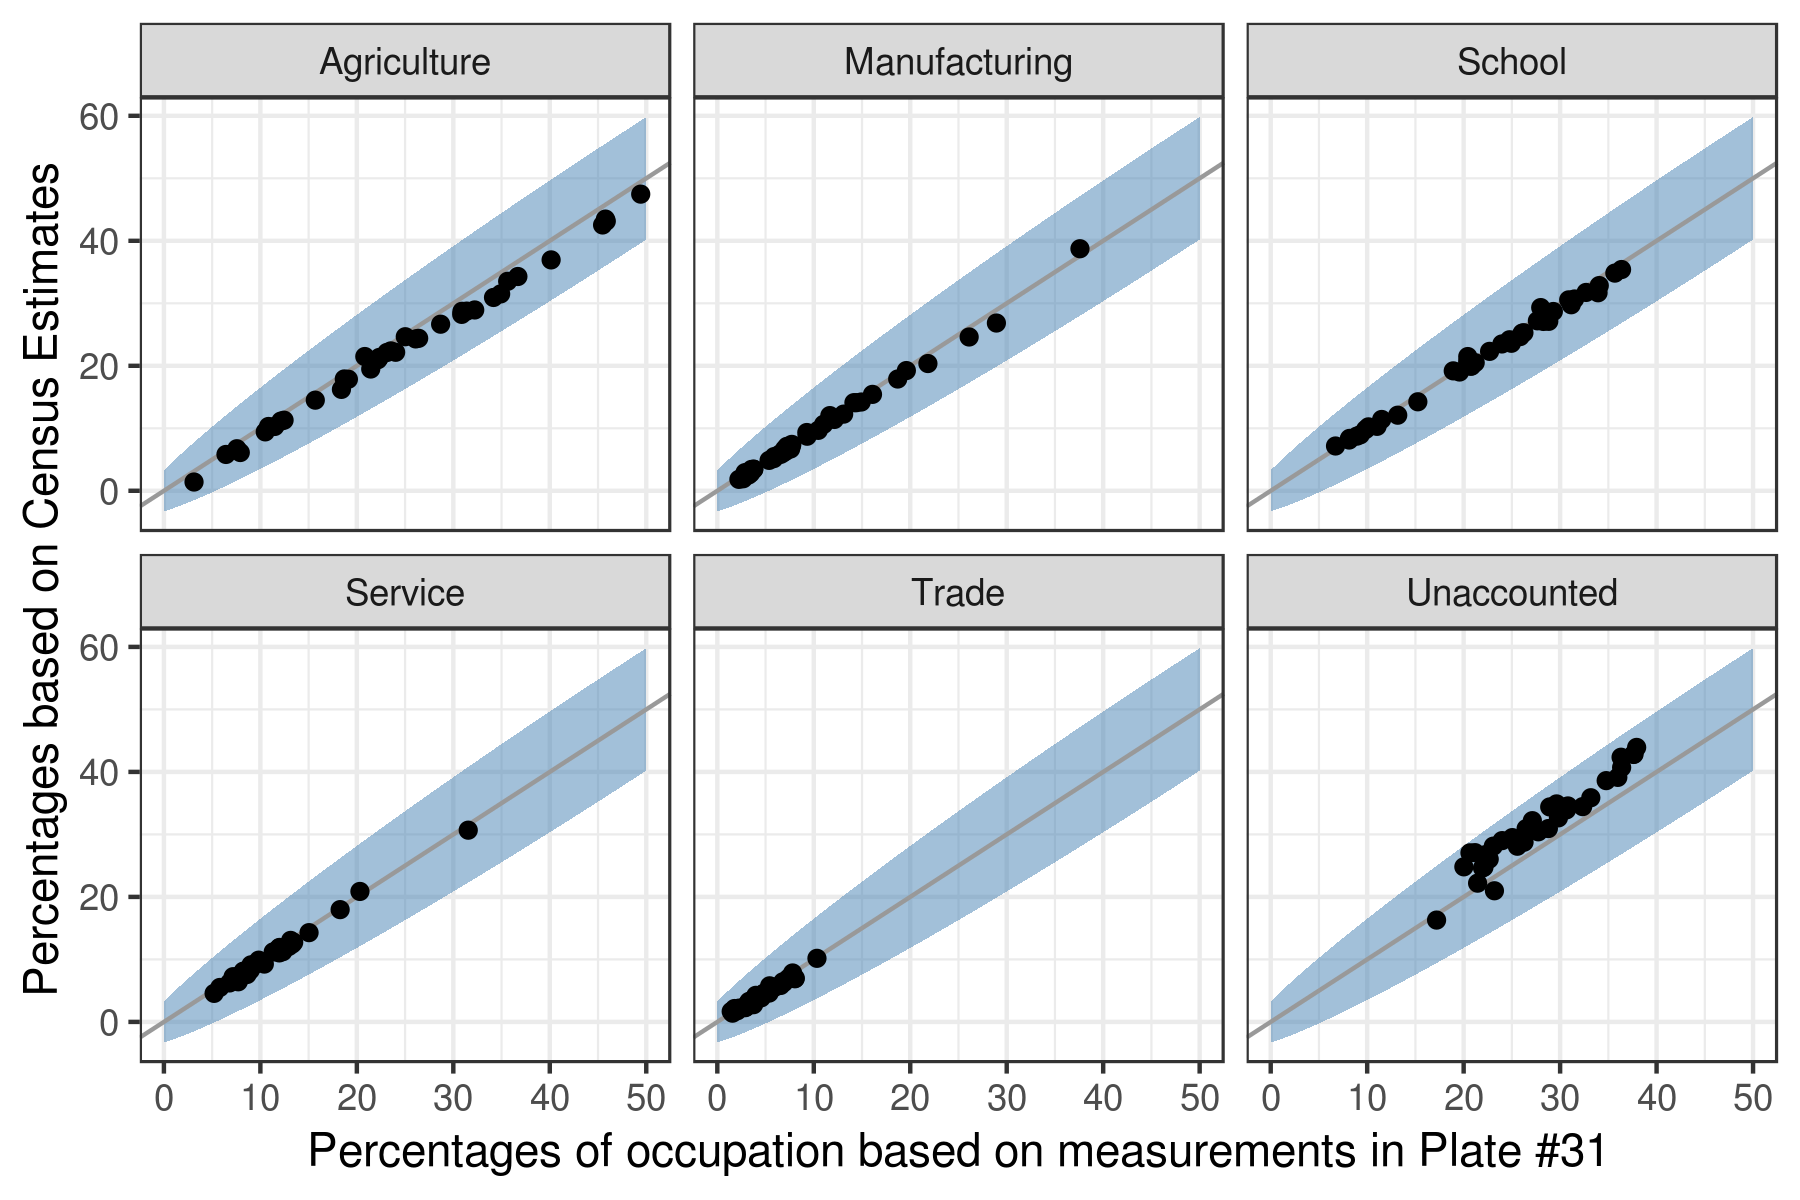 Agriculture Manufacturing School
60
40
20
0
Service Trade Unaccounted
60
40
20
0
0 10 20 30 40 50 0 10 20 30 40 50 0 10 20 30 40 50
Percentages of occupation based on measurements in Plate #31
Percentages based on Census Estimates